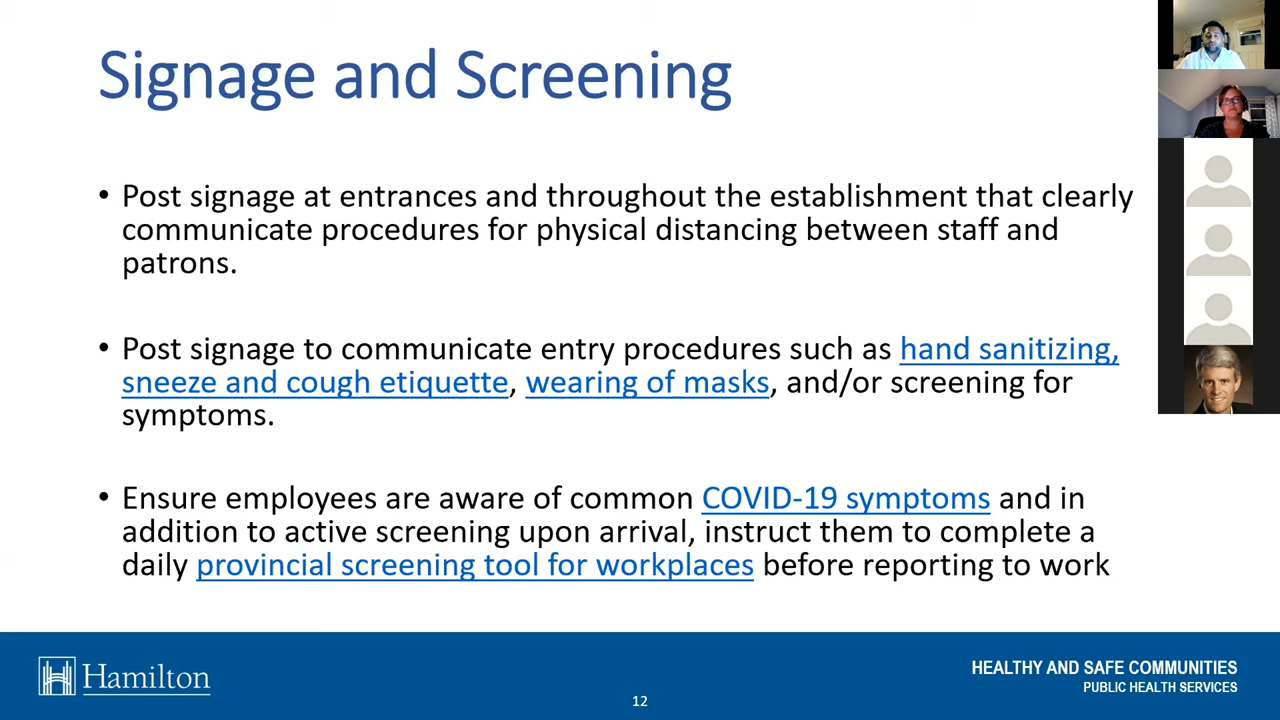 Signage and Screening
• Post signage at entrances and throughout the establishment that clearly
communicate procedures for physical distancing between staff and
patrons.
• Post signage to communicate entry procedures such as hand sanitizing,
sneeze and cough etiquette, wearing of masks, and/or screening for
symptoms.
• Ensure employees are aware of common COVID-19 symptoms and in
addition to active screening upon arrival, instruct them to complete a
daily provincial screening tool for workplaces before reporting to work
Hamilton
HEALTHY AND SAFE COMMUNITIES
PUBLIC HEALTH SERVICES
12